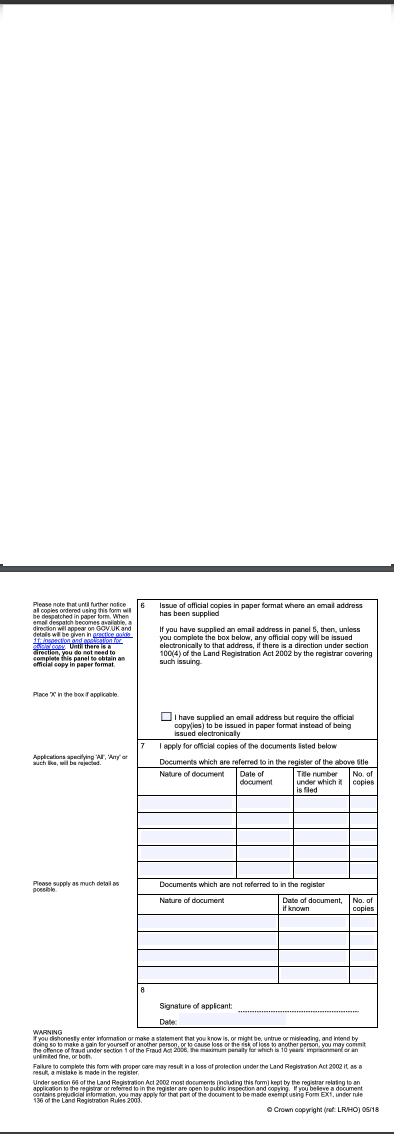 Please note that until further notice
all copies ordered using this form will
be despatched in paper form. When
email despatch becomes available, a
direction will appear on GOV.UK and
details will be given in practice guide
11: inspection and application for
official copy. Until there is a
direction, you do not need to
complete this panel to obtain an
official copy in paper format.
6 Issue of official copies in paper format where an email address
has been supplied
If you have supplied an email address in panel 5, then, unless
you complete the box below, any official copy will be issued
electronically to that address, if there is a direction under section
100(4) of the Land Registration Act 2002 by the registrar covering
such issuing.
Place 'X' in the box if applicable.
I have supplied an email address but require the official
copy(ies) to be issued in paper format instead of being
issued electronically
Applications specifying 'All', 'Any' or
such like, will be rejected.
7 I apply for official copies of the documents listed below
Documents which are referred to in the register of the above title
Nature of document
Date of
document
Title number
under which it
is filed
No. of
copies
Please supply as much detail as
possible.
Documents which are not referred to in the register
Nature of document
Date of document,
if known
No. of
copies
8
Signature of applicant:
Date:
WARNING
If you dishonestly enter information or make a statement that you know is, or might be, untrue or misleading, and intend by
doing so to make a gain for yourself or another person, or to cause loss or the risk of loss to another person, you may commit
the offence of fraud under section 1 of the Fraud Act 2006, the maximum penalty for which is 10 years' imprisonment or an
unlimited fine, or both.
Failure to complete this form with proper care may result in a loss of protection under the Land Registration Act 2002 if, as a
result, a mistake is made in the register.
Under section 66 of the Land Registration Act 2002 most documents (including this form) kept by the registrar relating to an
application to the registrar or referred to in the register are open to public inspection and copying. If you believe a document
contains prejudicial information, you may apply for that part of the document to be made exempt using Form EX1, under rule
136 of the Land Registration Rules 2003.
© Crown copyright (ref: LR/HO) 05/18